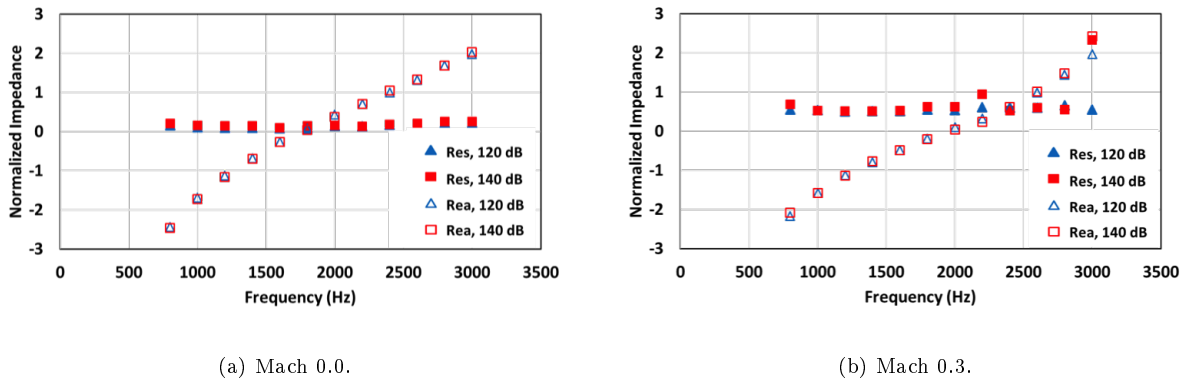 3
2
1
0
-1
-2
-3
Normalized Impedance
0 500 1000 1500 2000 2500 3000 3500
Frequency (Hz)
Res, 120 dB
Res, 140 dB
Rea, 120 dB
Rea, 140 dB
(a) Mach 0.0.
3
2
1
0
-1
-2
-3
Normalized Impedance
0 500 1000 1500 2000 2500 3000 3500
Frequency (Hz)
Res, 120 dB
Res, 140 dB
Rea, 120 dB
Rea, 140 dB
(b) Mach 0.3.